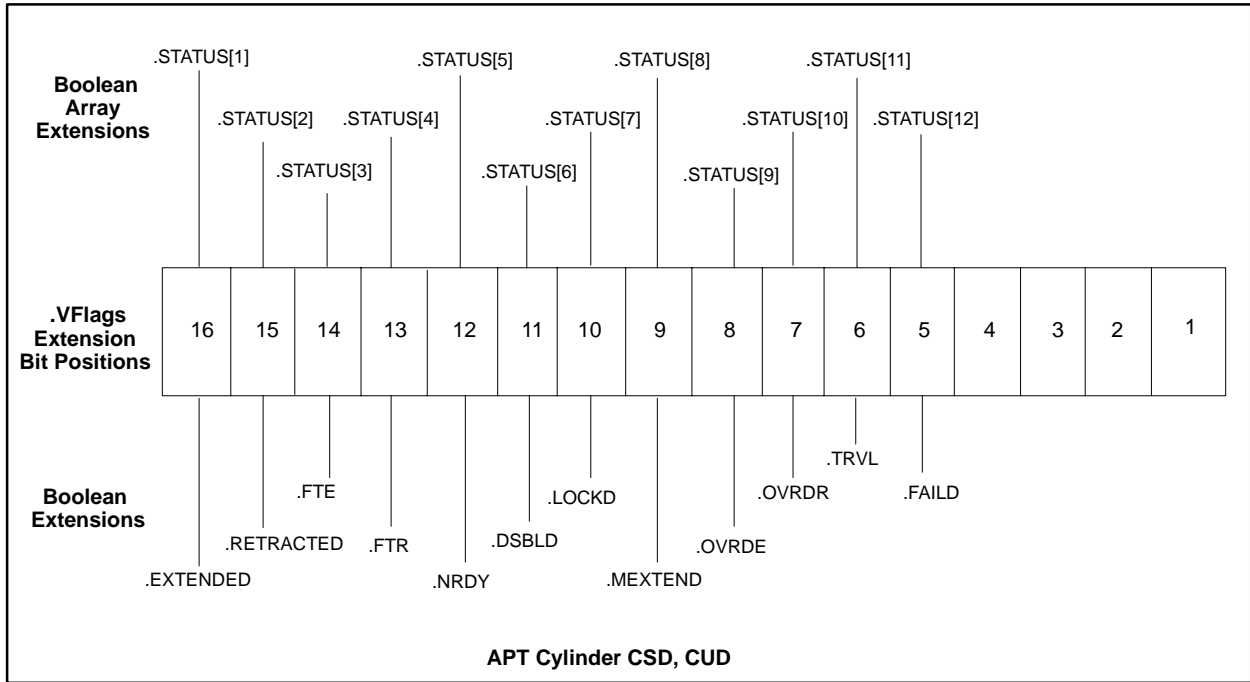 .STATUS[1] .STATUS[5] .STATUS[8] .STATUS[11]
Boolean
Array
Extensions
.STATUS[2] .STATUS[4] .STATUS[7] .STATUS[10] .STATUS[12]
.STATUS[3] .STATUS[6] .STATUS[9]
.VFlags
Extension
Bit Positions
16 15 14 13 12 11 10 9 8 7 6 5 4 3 2 1
Boolean
Extensions
.TRVL
.FTE .LOCKD .OVRDR .FAILD
.RETRACTED .FTR .DSBLD .OVRDE
.EXTENDED .NRDY .MEXTEND
APT Cylinder CSD, CUD